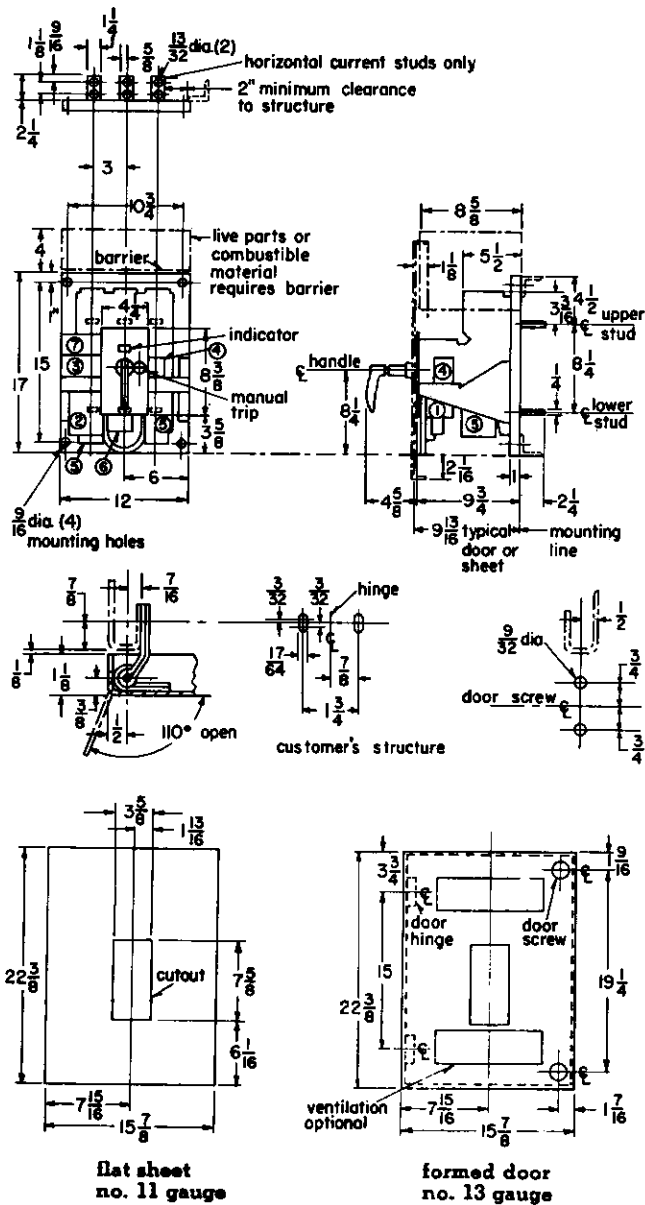 1 1/8
9/16
1 1/4
5/8
13/32 dia. (2)
horizontal current studs only
2" minimum clearance
to structure
2 1/4
3
10 3/4
4
live parts or
combustible
material
requires barrier
barrier
1"
4 1/4
indicator
⑦
③
④
15
17
8 3/8
manual
trip
②
⑤
3 5/8
⑤
⑥
6
12
9/16 dia. (4)
mounting holes
8 5/8
5 1/2
1 1/8
4 1/2
3 3/16
upper
stud
℄
handle
℄
④
8 1/4
①
③
1/4
8 1/4
lower
stud
℄
2 1/16
1
4 5/8
9 3/4
2 1/4
9 13/16
typical
door or
sheet
mounting
line
7/8
7/16
1/8
1 1/8
3/8
1/2
110° open
3/32
3/32
hinge
℄
17/64
7/8
1 3/4
customer's structure
1/2
9/32 dia.
3/4
door screw
℄
3/4
3 5/8
1 13/16
22 3/8
cutout
7 5/8
6 1/16
7 15/16
15 7/8
flat sheet
no. 11 gauge
3 3/4
9/16
℄
℄
door
hinge
door
screw
15
22 3/8
19 1/4
℄
℄
ventilation
optional
7 15/16
1 7/16
15 7/8
formed door
no. 13 gauge